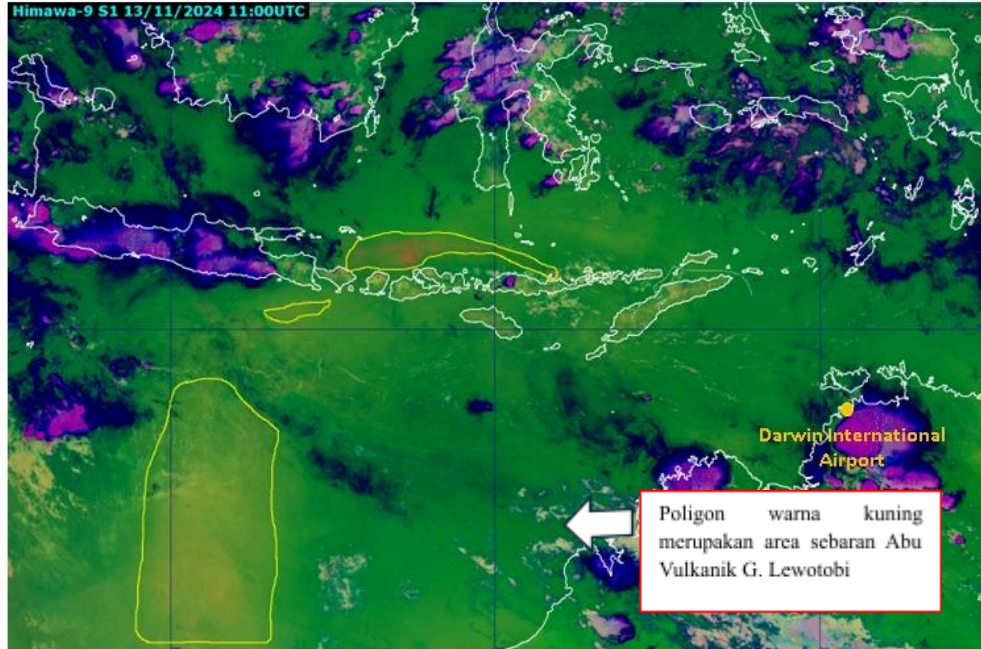 Himawa-9 S1 13/11/2024 11:00UTC
Darwin International
Airport
Poligon warna kuning
merupakan area sebaran Abu
Vulkanik G. Lewotobi